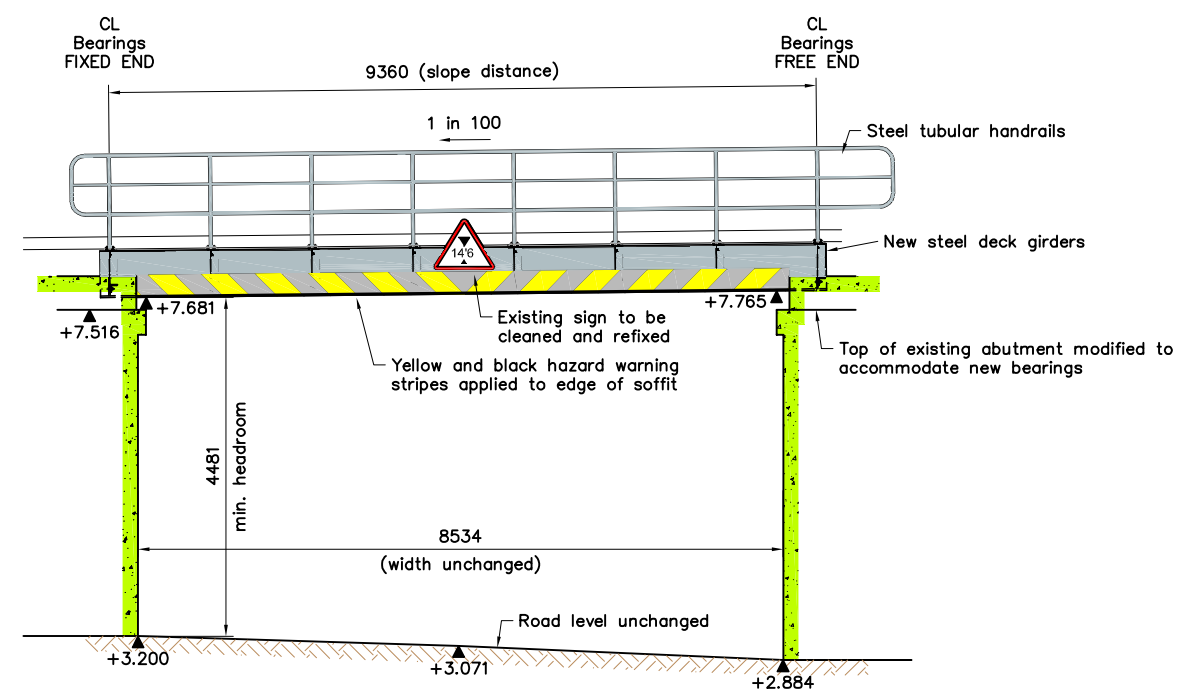 CL
Bearings
FIXED END
CL
Bearings
FREE END
9360 (slope distance)
1 in 100
Steel tubular handrails
New steel deck girders
14'6
+7.681
+7.765
+7.516
Existing sign to be
cleaned and refixed
Yellow and black hazard warning
stripes applied to edge of soffit
Top of existing abutment modified to
accommodate new bearings
4481
min. headroom
8534
(width unchanged)
Road level unchanged
+3.200
+3.071
+2.884